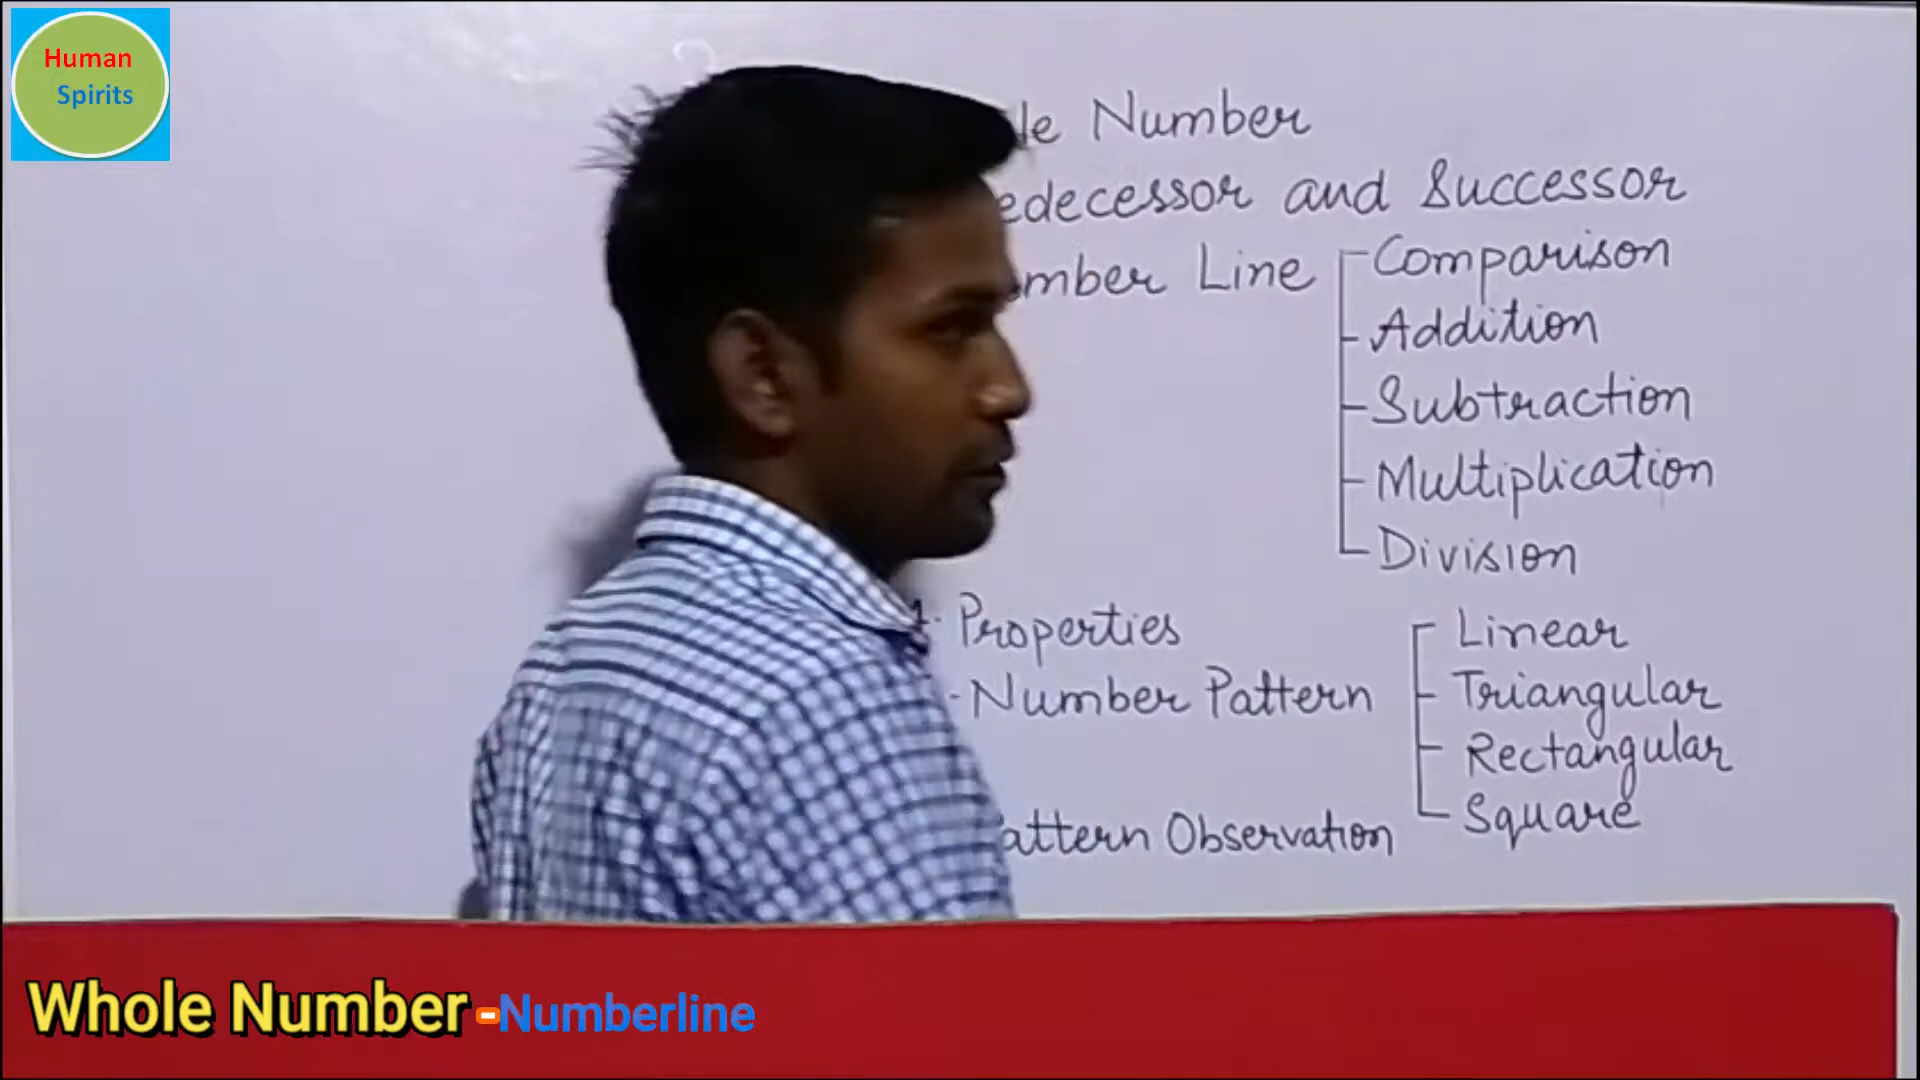 Human
Spirits
le Number
edecessor and Successor
mber Line
Comparison
Addition
Subtraction
Multiplication
Division
4. Properties
- Number Pattern
Linear
Triangular
Rectangular
Square
attern Observation
Whole Number -Numberline